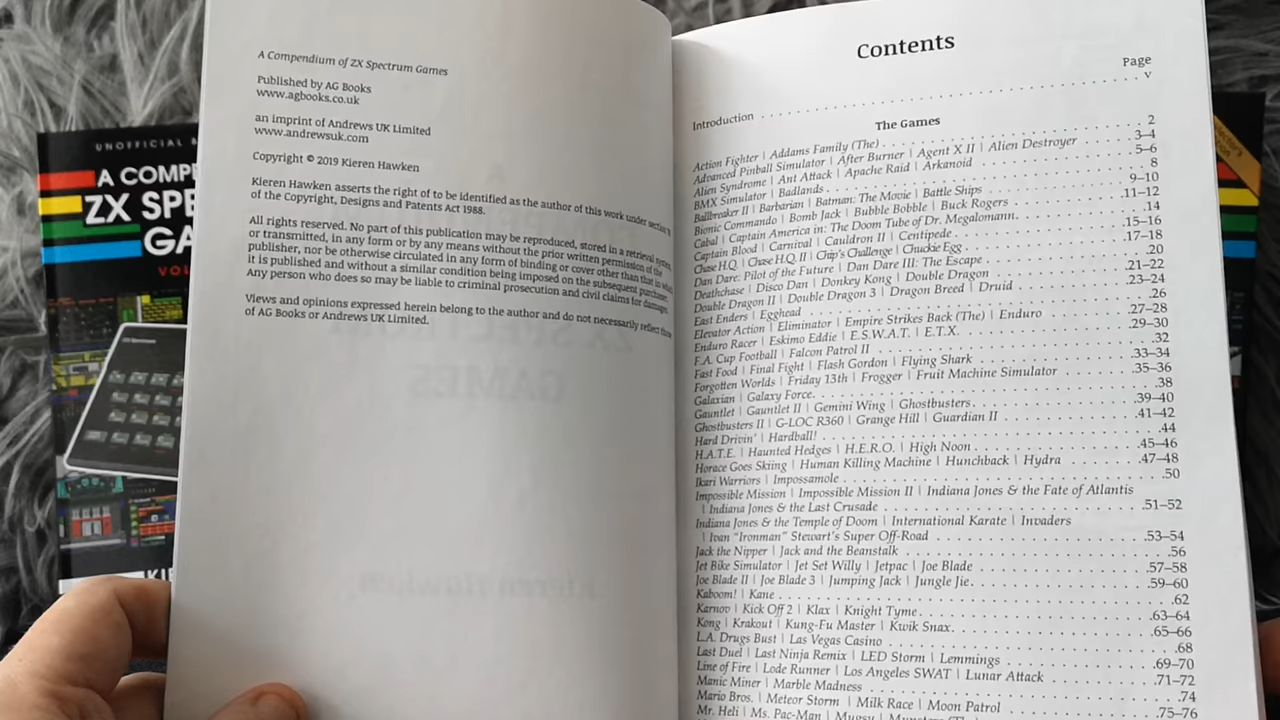 UNOFFICIAL &
A COMP
ZX SPE
GA
VOL
A Compendium of ZX Spectrum Games
Published by AG Books
www.agbooks.co.uk
an imprint of Andrews UK Limited
www.andrewsuk.com
Copyright © 2019 Kieren Hawken
Kieren Hawken asserts the right of to be identified as the author of this work under section
of the Copyright, Designs and Patents Act 1988.
All rights reserved. No part of this publication may be reproduced, stored in a retrieval system
or transmitted, in any form or by any means without the prior written permission of the
publisher, nor be otherwise circulated in any form of binding or cover other than that in
it is published and without a similar condition being imposed on the subsequent
Any person who does so may be liable to criminal prosecution and civil claims for damages.
Views and opinions expressed herein belong to the author and do not necessarily reflect
of AG Books or Andrews UK Limited.
Contents
Page
Introduction . . . . . v
The Games
Action Fighter | Addams Family (The) . . . . . 2
Advanced Pinball Simulator | After Burner | Agent X II | Alien Destroyer . . . . . 3–4
Alien Syndrome | Ant Attack | Apache Raid | Arkanoid . . . . . 5–6
BMX Simulator | Badlands . . . . . 8
Ballbreaker II | Barbarian | Batman: The Movie | Battle Ships . . . . . 9–10
Bionic Commando | Bomb Jack | Bubble Bobble | Buck Rogers . . . . . 11–12
Cabal | Captain America in: The Doom Tube of Dr. Megalomann . . . . . 14
Captain Blood | Carnival | Cauldron II | Centipede . . . . . 15–16
Chase H.Q. | Chase H.Q. II | Chip's Challenge | Chuckie Egg . . . . . 17–18
Dan Dare: Pilot of the Future | Dan Dare III: The Escape . . . . . 20
Deathchase | Disco Dan | Donkey Kong | Double Dragon . . . . . 21–22
Double Dragon II | Double Dragon 3 | Dragon Breed | Druid . . . . . 23–24
East Enders | Egghead . . . . . 26
Elevator Action | Eliminator | Empire Strikes Back (The) | Enduro . . . . . 27–28
Enduro Racer | Eskimo Eddie | E.S.W.A.T. | E.T.X. . . . . . 29–30
F.A. Cup Football | Falcon Patrol II . . . . . 32
Fast Food | Final Fight | Flash Gordon | Flying Shark . . . . . 33–34
Forgotten Worlds | Friday 13th | Frogger | Fruit Machine Simulator . . . . . 35–36
Galaxian | Galaxy Force . . . . . 38
Gauntlet | Gauntlet II | Gemini Wing | Ghostbusters . . . . . 39–40
Ghostbusters II | G-LOC R360 | Grange Hill | Guardian II . . . . . 41–42
Hard Drivin' | Hardball! . . . . . 44
H.A.T.E. | Haunted Hedges | H.E.R.O. | High Noon . . . . . 45–46
Horace Goes Skiing | Human Killing Machine | Hunchback | Hydra . . . . . 47–48
Ikari Warriors | Impossamole . . . . . 50
Impossible Mission | Impossible Mission II | Indiana Jones & the Fate of Atlantis
| Indiana Jones & the Last Crusade . . . . . 51–52
Indiana Jones & the Temple of Doom | International Karate | Invaders
| Ivan "Ironman" Stewart's Super Off-Road . . . . . 53–54
Jack the Nipper | Jack and the Beanstalk . . . . . 56
Jet Bike Simulator | Jet Set Willy | Jetpac | Joe Blade . . . . . 57–58
Joe Blade II | Joe Blade 3 | Jumping Jack | Jungle Jie . . . . . 59–60
Kaboom! | Kane . . . . . 62
Karnov | Kick Off 2 | Klax | Knight Tyme . . . . . 63–64
Kong | Krakout | Kung-Fu Master | Kwik Snax . . . . . 65–66
L.A. Drugs Bust | Las Vegas Casino . . . . . 68
Last Duel | Last Ninja Remix | LED Storm | Lemmings . . . . . 69–70
Line of Fire | Lode Runner | Los Angeles SWAT | Lunar Attack . . . . . 71–72
Manic Miner | Marble Madness . . . . . 74
Mario Bros. | Meteor Storm | Milk Race | Moon Patrol . . . . . 75–76
Mr. Heli | Ms. Pac-Man | Mugsy